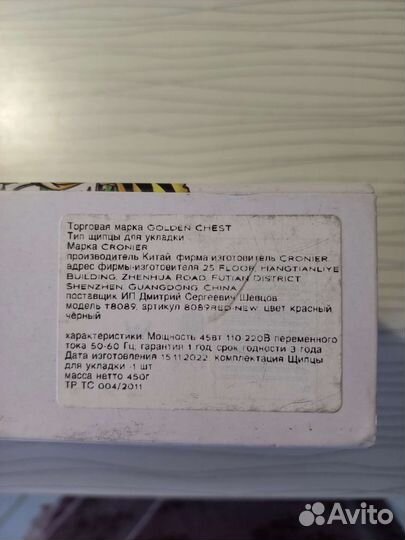 Торговая марка GOLDEN CHEST
Тип щипцы для укладки
Марка CRONIER
производитель Китай фирма изготовитель CRONIER
адрес фирмы-изготовителя 25 FLOOR, HANGTIANLIYE
BUILDING, ZHENHUA ROAD, FUTIAN DISTRICT
SHENZHEN, GUANGDONG, CHINA
поставщик ИП Дмитрий Сергеевич Шевцов
модель T8089, артикул 8089RED-NEW, цвет красный,
чёрный
характеристики: Мощность 45Вт 110-220В переменного
тока 50-60 Гц, гарантия 1 год, срок годности 3 года
Дата изготовления 15.11.2022, комплектация Щипцы
для укладки -1 шт
масса нетто 450г
ТР ТС 004/2011
Avito